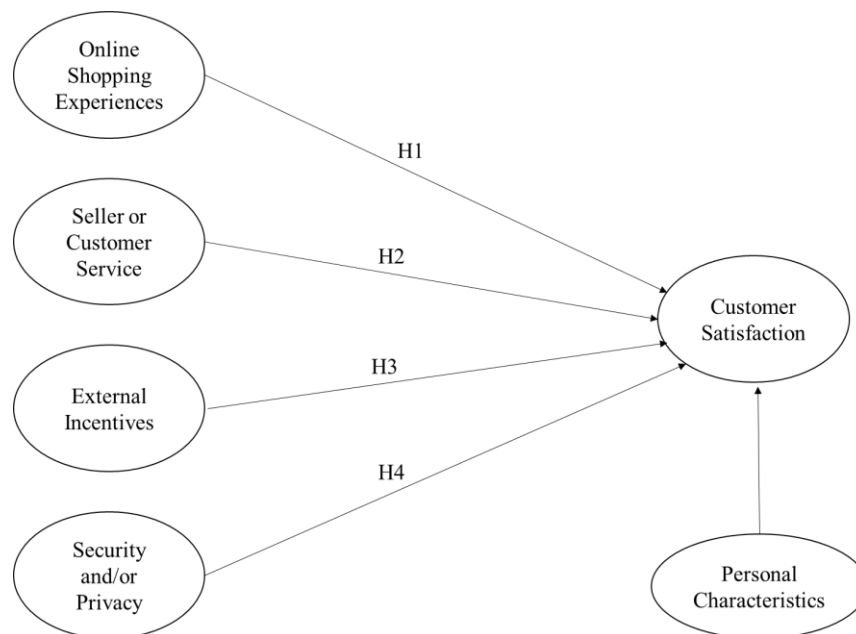 Online
Shopping
Experiences
H1
Seller or
Customer
Service
H2
Customer
Satisfaction
External
Incentives
H3
H4
Security
and/or
Privacy
Personal
Characteristics